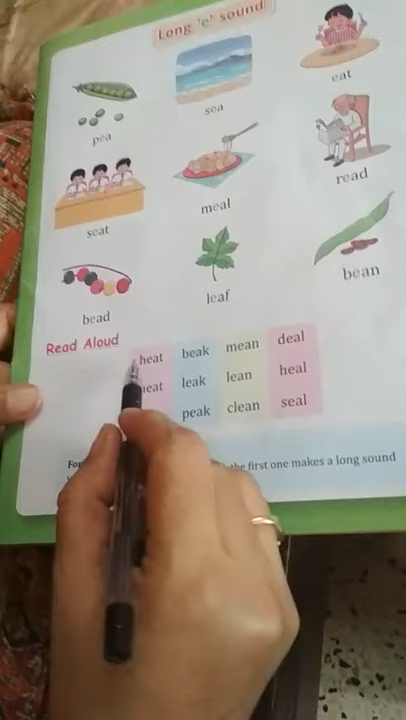 Long 'e' sound
pea
sea
eat
seat
meal
read
bead
leaf
bean
Read Aloud
heat beak mean deal
leak lean heal
peak clean seal
the first one makes a long sound